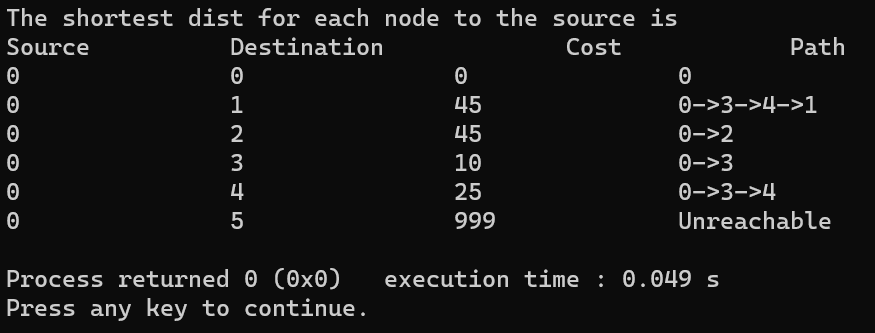 The shortest dist for each node to the source is
Source Destination Cost Path
0 0 0 0
0 1 45 0->3->4->1
0 2 45 0->2
0 3 10 0->3
0 4 25 0->3->4
0 5 999 Unreachable
Process returned 0 (0x0) execution time : 0.049 s
Press any key to continue.